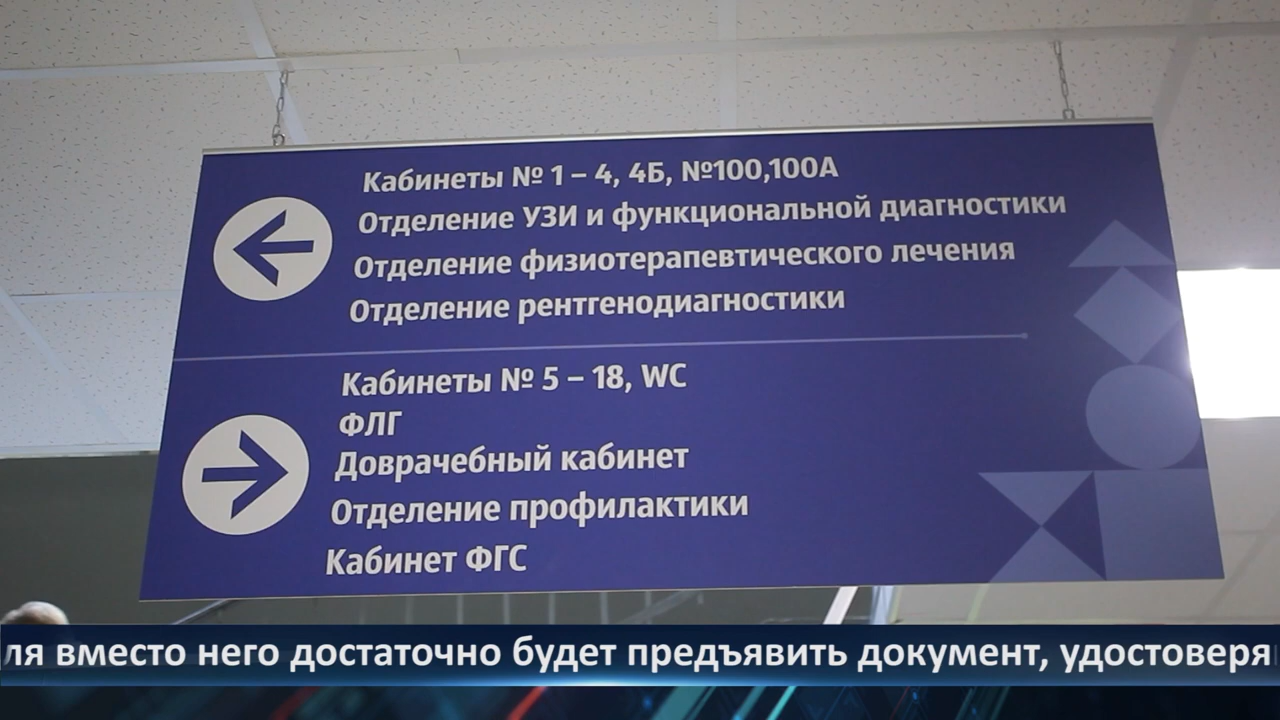 Кабинеты № 1 – 4, 4Б, №100,100А
Отделение УЗИ и функциональной диагностики
Отделение физиотерапевтического лечения
Отделение рентгенодиагностики
Кабинеты № 5 – 18, WC
ФЛГ
Доврачебный кабинет
Отделение профилактики
Кабинет ФГС
вместо него достаточно будет предъявить документ,